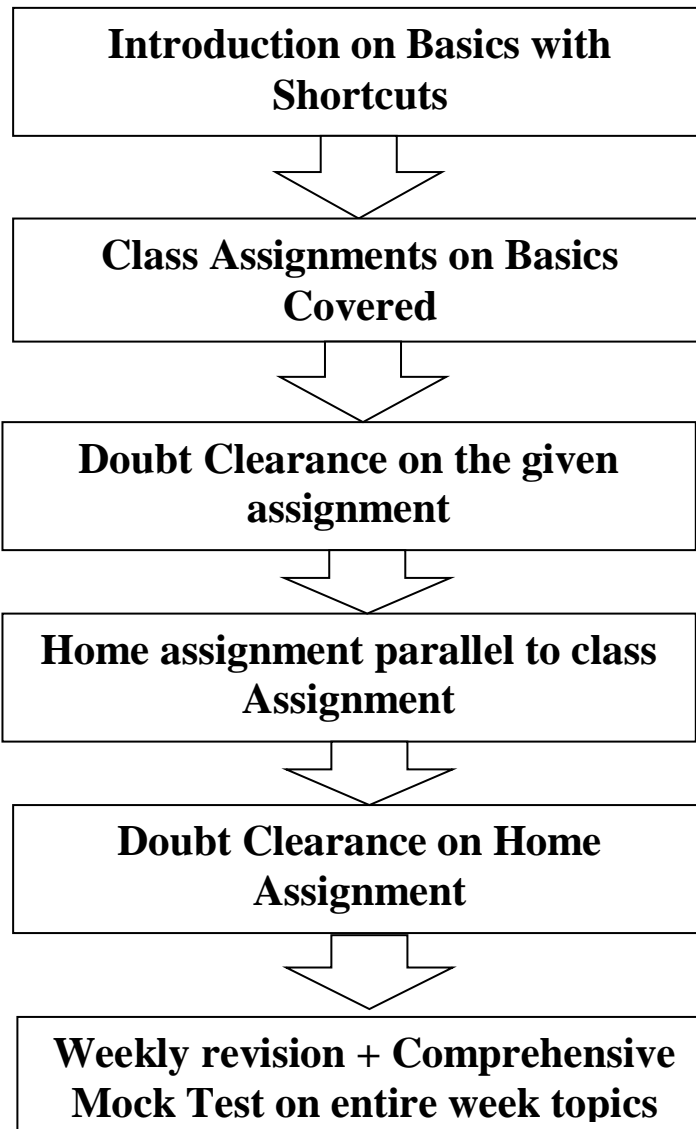 Introduction on Basics with
Shortcuts
Class Assignments on Basics
Covered
Doubt Clearance on the given
assignment
Home assignment parallel to class
Assignment
Doubt Clearance on Home
Assignment
Weekly revision + Comprehensive
Mock Test on entire week topics